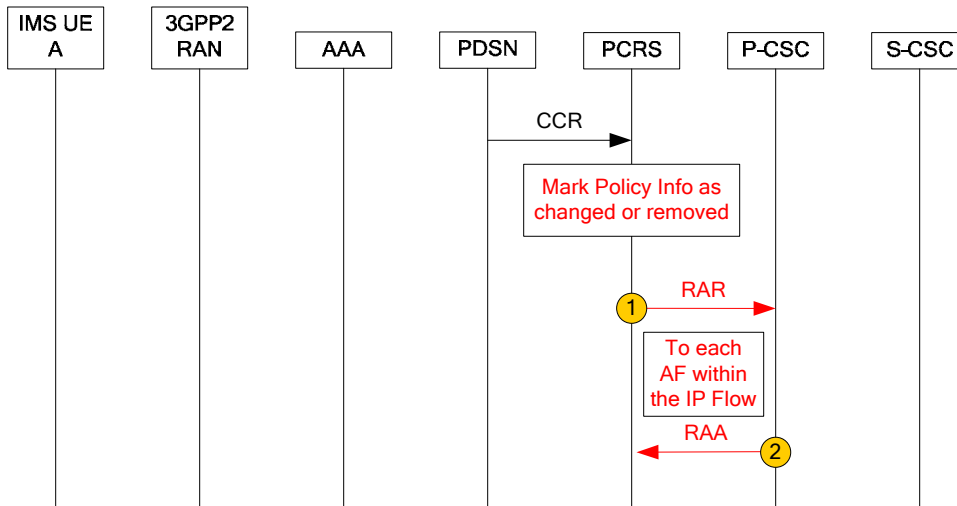 IMS UE
A
3GPP2
RAN
AAA
PDSN
PCRS
P-CSC
S-CSC
CCR
Mark Policy Info as
changed or removed
1
RAR
To each
AF within
the IP Flow
RAA
2